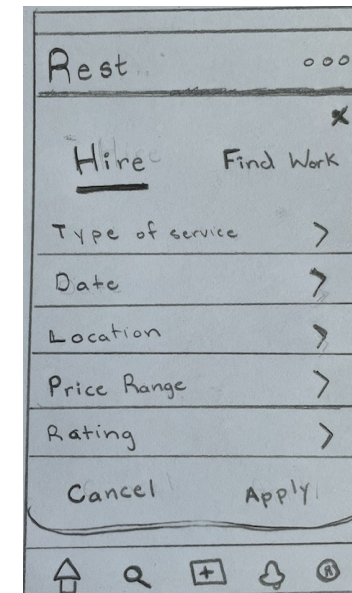 Rest
Hire Find Work
Type of service
Date
Location
Price Range
Rating
Cancel Apply